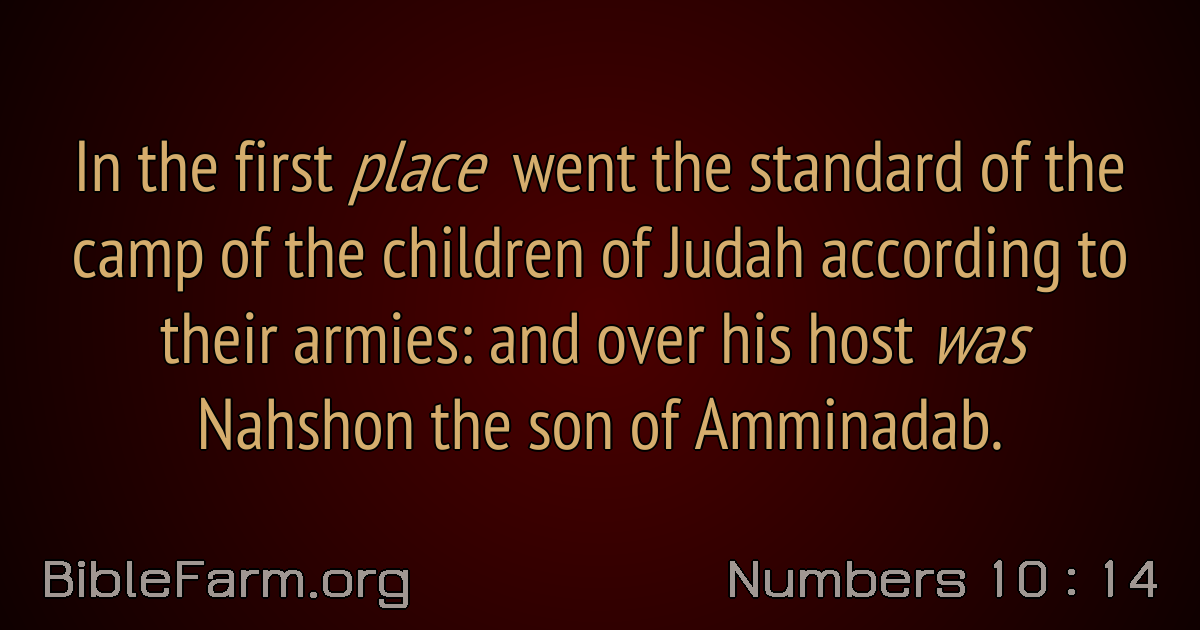 In the first place went the standard of the
camp of the children of Judah according to
their armies: and over his host was
Nahshon the son of Amminadab.
BibleFarm.org
Numbers 10 : 14